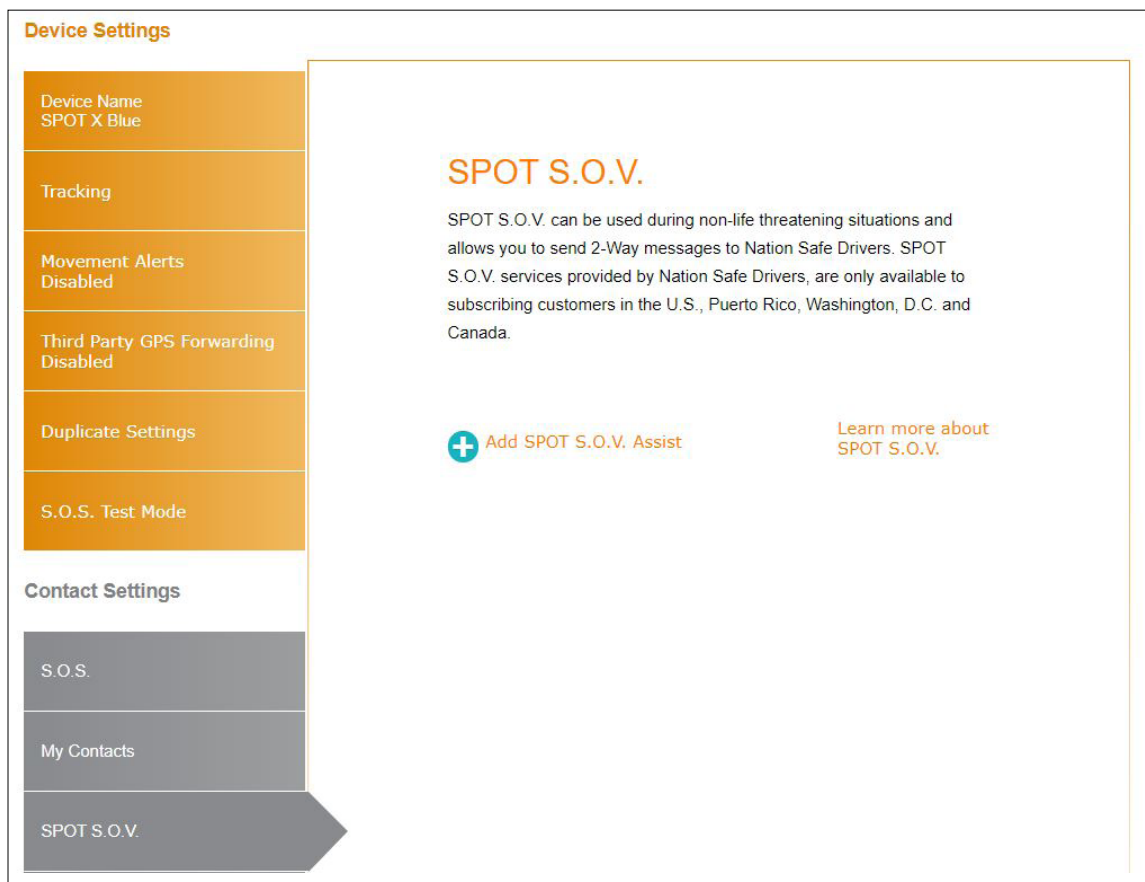 Device Settings
Device Name
SPOT X Blue
Tracking
Movement Alerts
Disabled
Third Party GPS Forwarding
Disabled
Duplicate Settings
S.O.S. Test Mode
Contact Settings
S.O.S.
My Contacts
SPOT S.O.V.
SPOT S.O.V.
SPOT S.O.V. can be used during non-life threatening situations and
allows you to send 2-Way messages to Nation Safe Drivers. SPOT
S.O.V. services provided by Nation Safe Drivers, are only available to
subscribing customers in the U.S., Puerto Rico, Washington, D.C. and
Canada.
Add SPOT S.O.V. Assist
Learn more about
SPOT S.O.V.